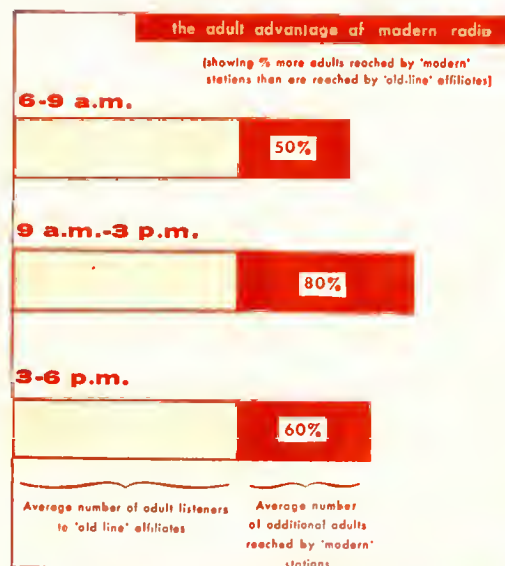 the adult advantage of modern radio
(showing % more adults reached by 'modern'
stations than are reached by 'old-line' affiliates)
6-9 a.m.
50%
9 a.m.-3 p.m.
80%
3-6 p.m.
60%
Average number of adult listeners
to 'old line' affiliates
Average number
of additional adults
reached by 'modern'
stations